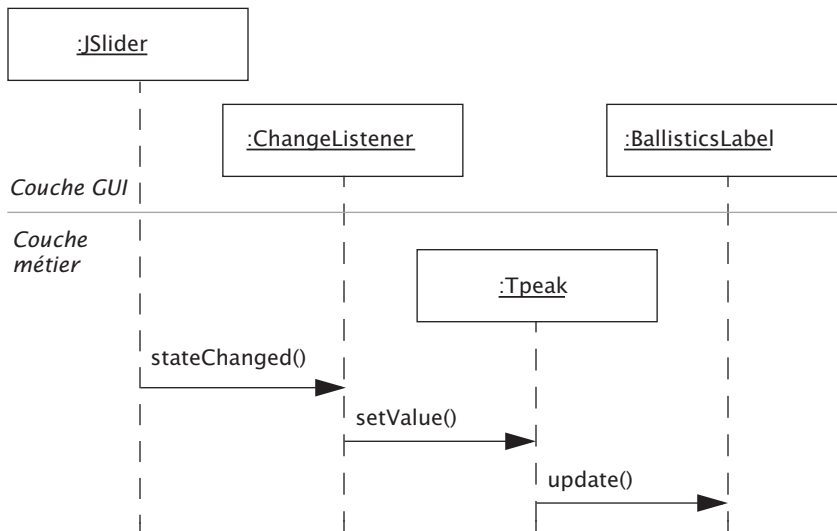 :JSlider
:ChangeListener
:BallisticsLabel
Couche GUI
Couche
métier
:Tpeak
stateChanged()
setValue()
update()